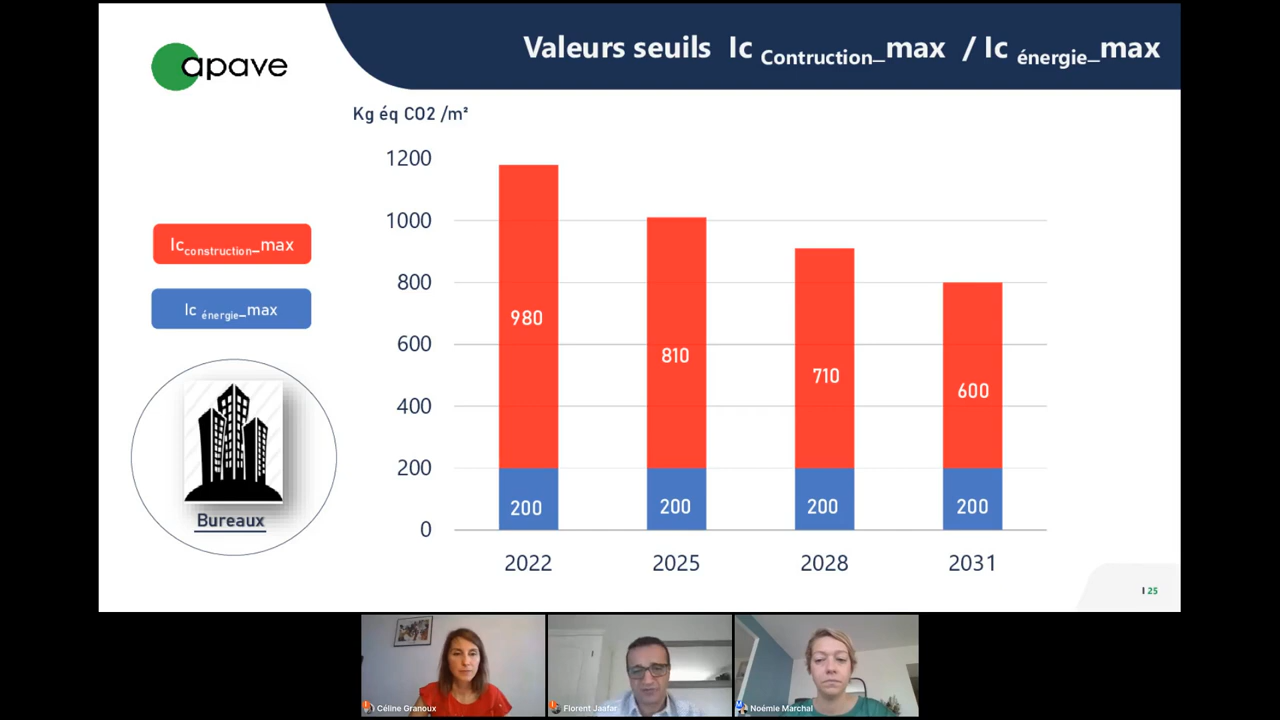 apave
Valeurs seuils Ic Contruction_max / Ic énergie_max
Kg éq CO2 /m²
1200
1000
800
600
400
200
0
Ic construction_max
Ic énergie_max
Bureaux
980
810
710
600
200
200
200
200
2022
2025
2028
2031
I 25
Céline Granoux
Florent Jaafar
Noémie Marchal